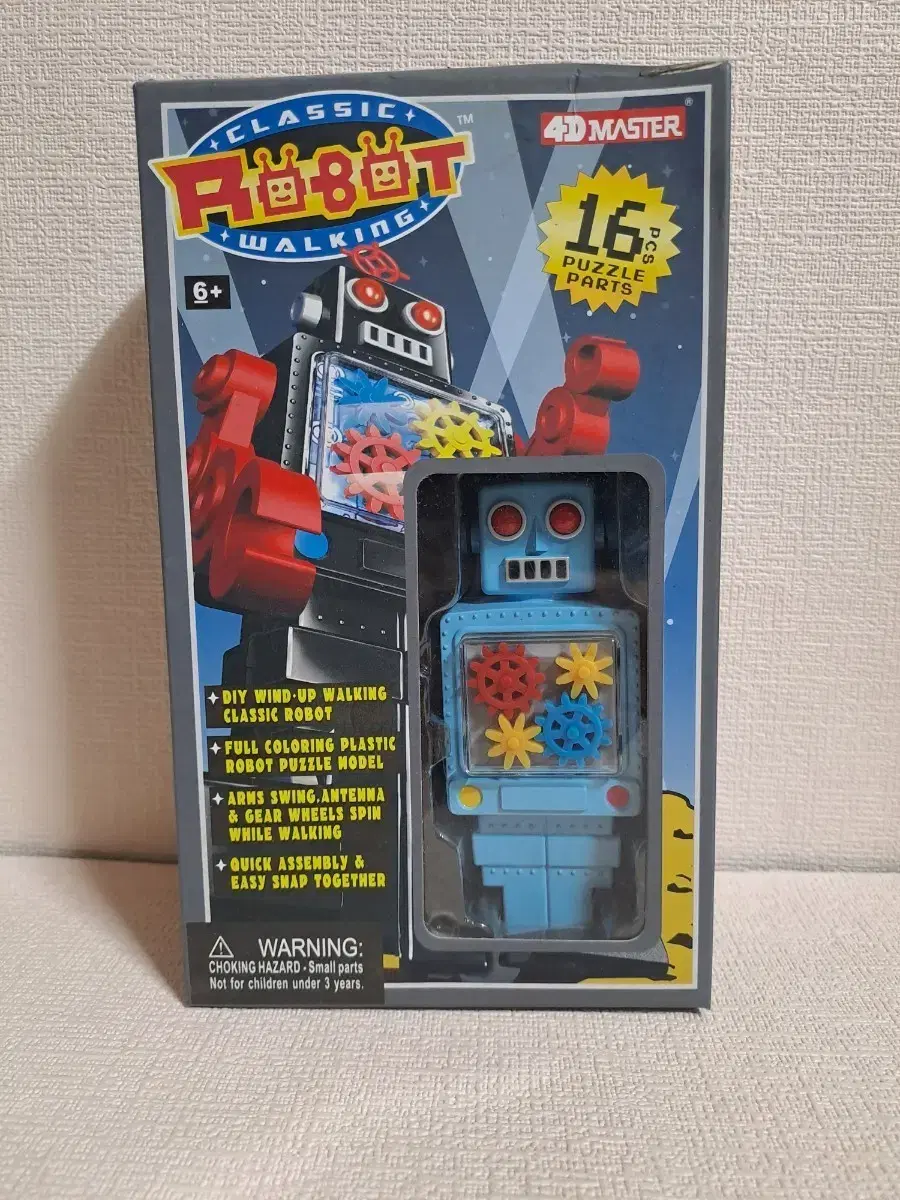 CLASSIC
ROBOT
TM
WALKING
4D MASTER
®
16
PCS
PUZZLE
PARTS
6+
DIY WIND-UP WALKING
CLASSIC ROBOT
FULL COLORING PLASTIC
ROBOT PUZZLE MODEL
ARMS SWING,ANTENNA
& GEAR WHEELS SPIN
WHILE WALKING
QUICK ASSEMBLY &
EASY SNAP TOGETHER
WARNING:
CHOKING HAZARD - Small parts
Not for children under 3 years.